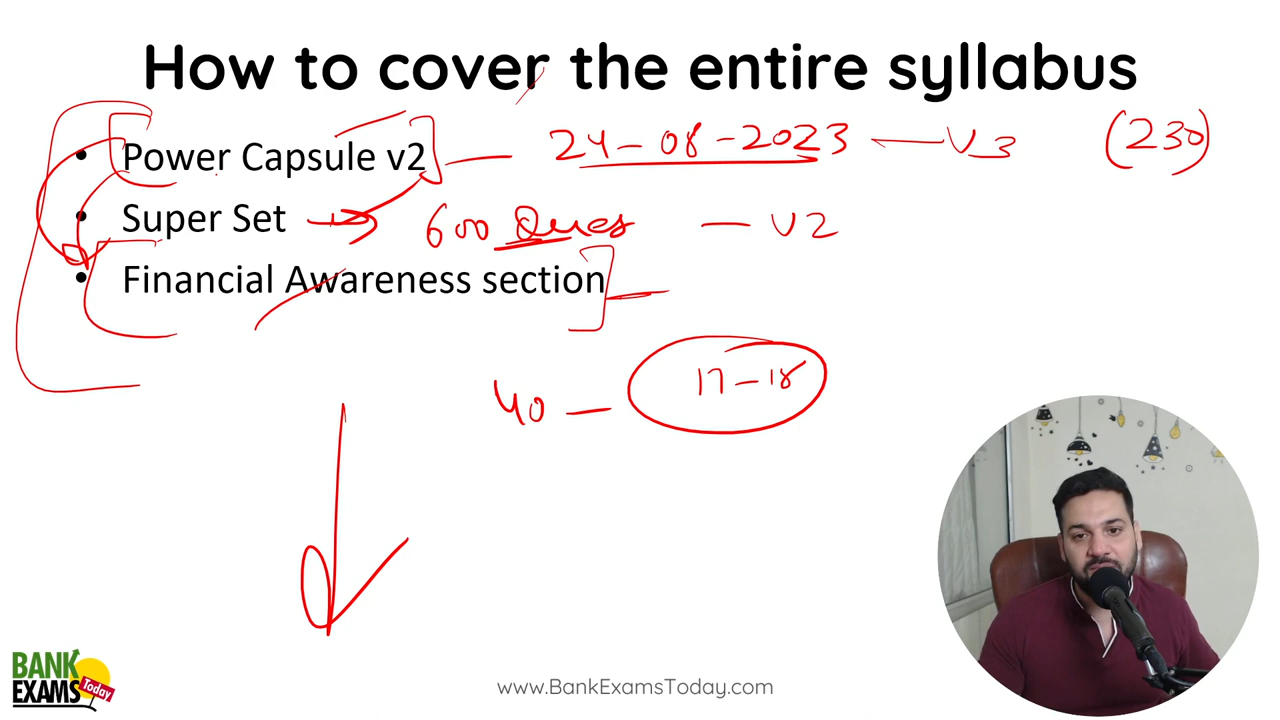 How to cover the entire syllabus
• Power Capsule v2 — 24-08-2023 — V3 (230)
• Super Set → 600 Ques — V2
• Financial Awareness section —
40 — 17-18
BANK
EXAMS
Today
www.BankExamsToday.com